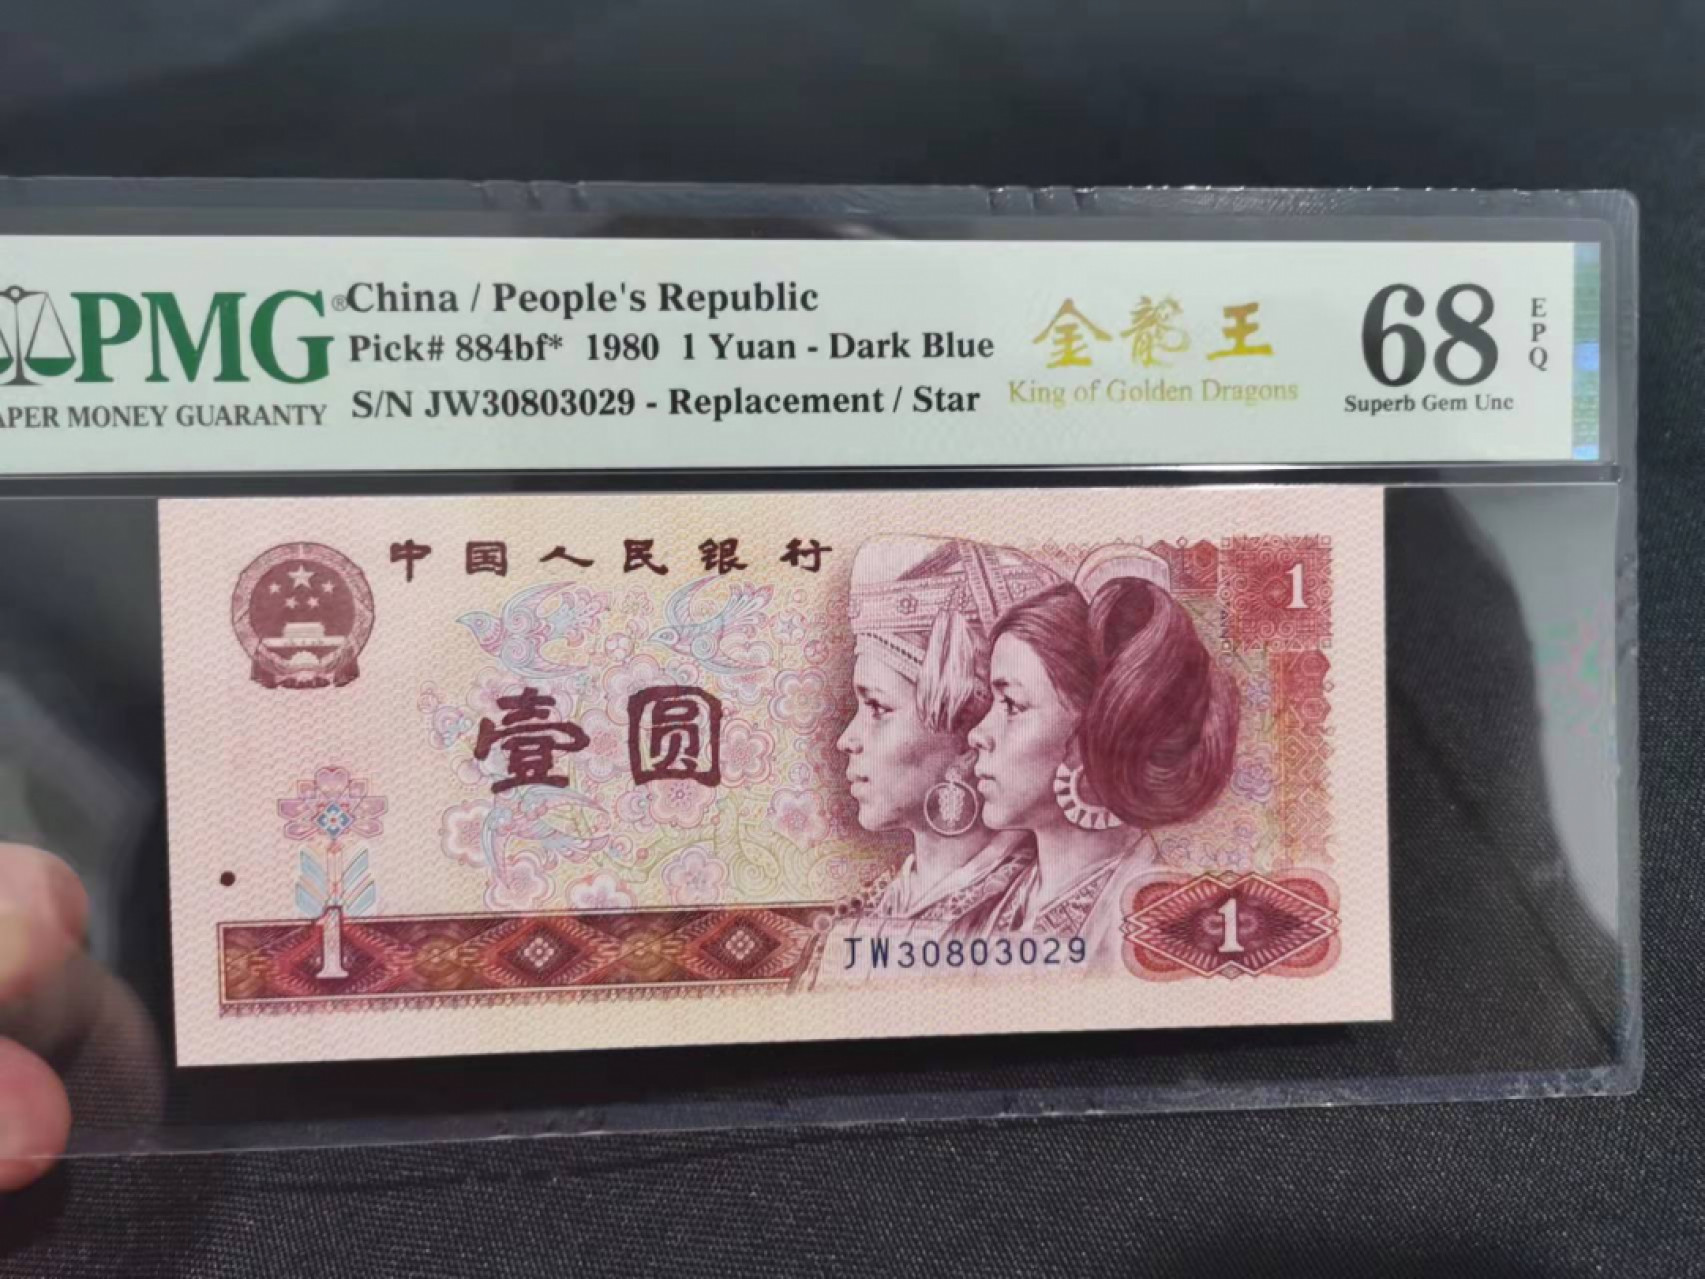 PMG®
PAPER MONEY GUARANTY
China / People's Republic
Pick# 884bf* 1980 1 Yuan - Dark Blue
S/N JW30803029 - Replacement / Star
金龍王
King of Golden Dragons
68
EPQ
Superb Gem Unc
中国人民银行
1
壹圆
1
JW30803029
1